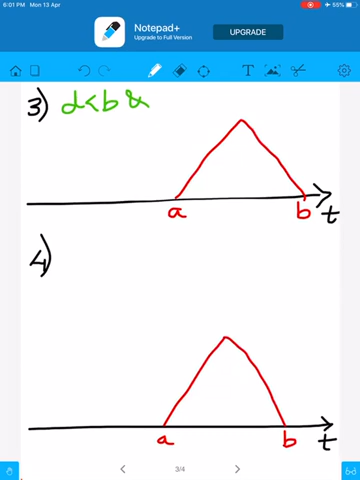 6:01 PM Mon 13 Apr 55%
Notepad+
Upgrade to Full Version
UPGRADE
T
3) d<b &
a b t
4)
a b t
3/4